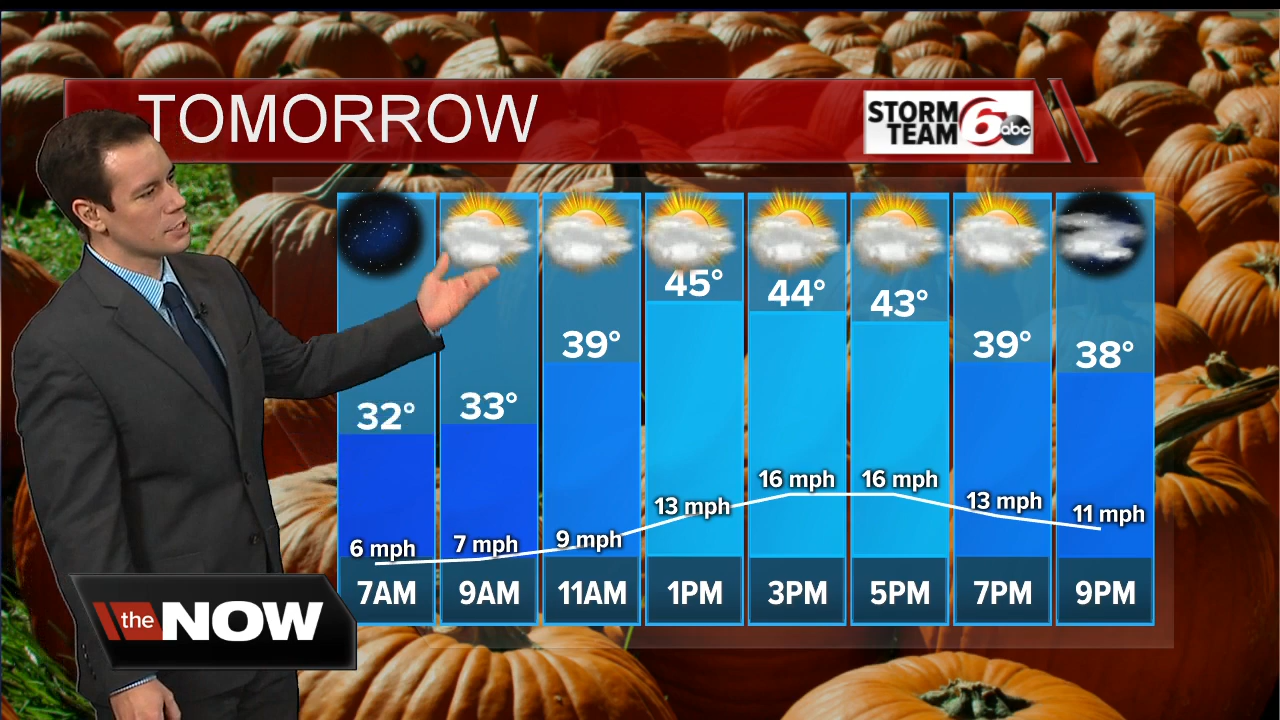 TOMORROW
STORM
TEAM 6 abc
45°
44°
43°
39°
39°
38°
33°
32°
16 mph
16 mph
13 mph
13 mph
11 mph
9 mph
7 mph
6 mph
7AM 9AM 11AM 1PM 3PM 5PM 7PM 9PM
the NOW